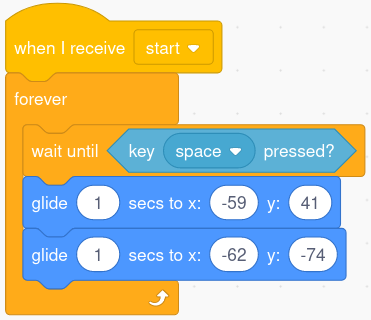 when I receive start
forever
wait until key space pressed?
glide 1 secs to x: -59 y: 41
glide 1 secs to x: -62 y: -74